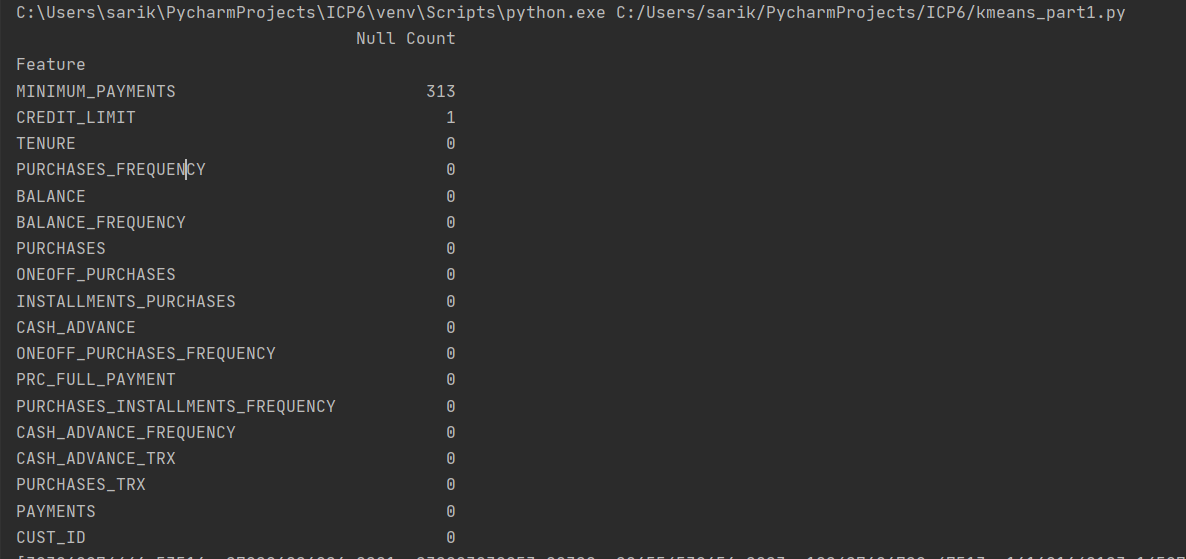 C:\Users\sarik\PycharmProjects\ICP6\venv\Scripts\python.exe C:/Users/sarik/PycharmProjects/ICP6/kmeans_part1.py
Null Count
Feature
MINIMUM_PAYMENTS 313
CREDIT_LIMIT 1
TENURE 0
PURCHASES_FREQUENCY 0
BALANCE 0
BALANCE_FREQUENCY 0
PURCHASES 0
ONEOFF_PURCHASES 0
INSTALLMENTS_PURCHASES 0
CASH_ADVANCE 0
ONEOFF_PURCHASES_FREQUENCY 0
PRC_FULL_PAYMENT 0
PURCHASES_INSTALLMENTS_FREQUENCY 0
CASH_ADVANCE_FREQUENCY 0
CASH_ADVANCE_TRX 0
PURCHASES_TRX 0
PAYMENTS 0
CUST_ID 0